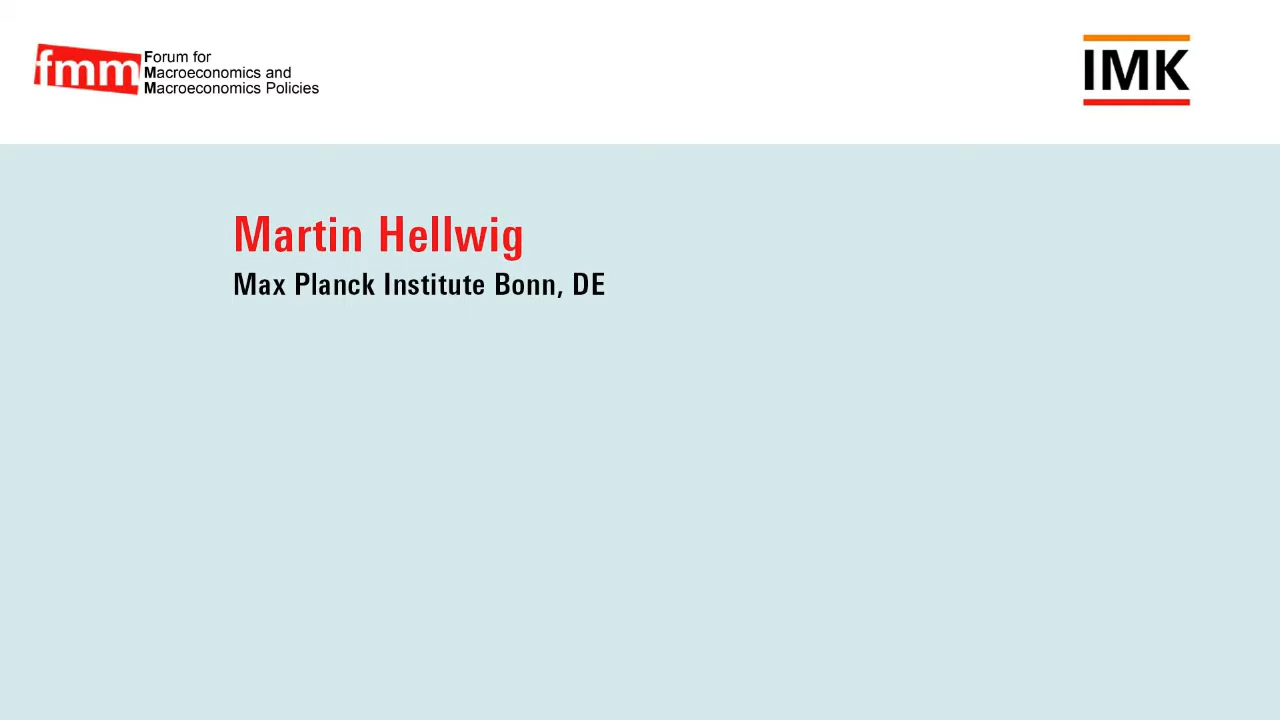 fmm
Forum for
Macroeconomics and
Macroeconomics Policies
IMK
Martin Hellwig
Max Planck Institute Bonn, DE